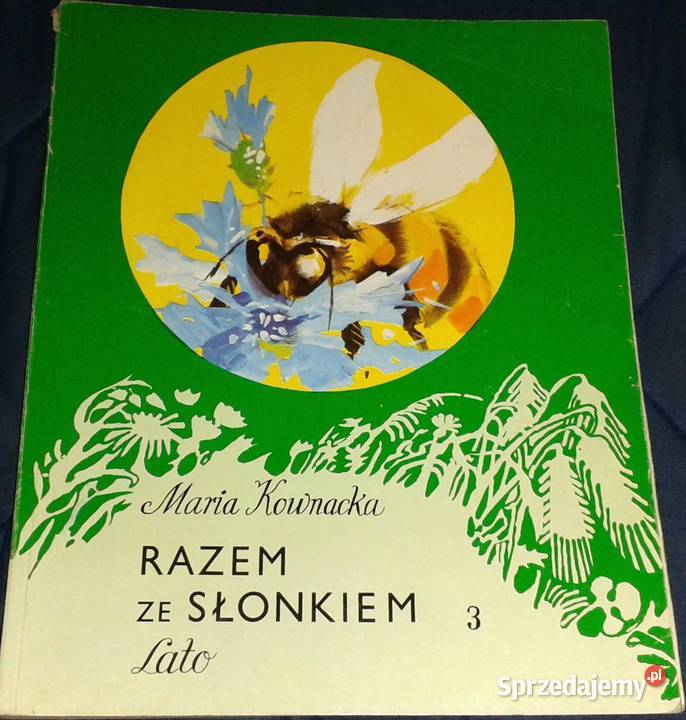 Maria Kownacka
RAZEM
ZE SŁONKIEM 3
Lato
Sprzedajemy.pl